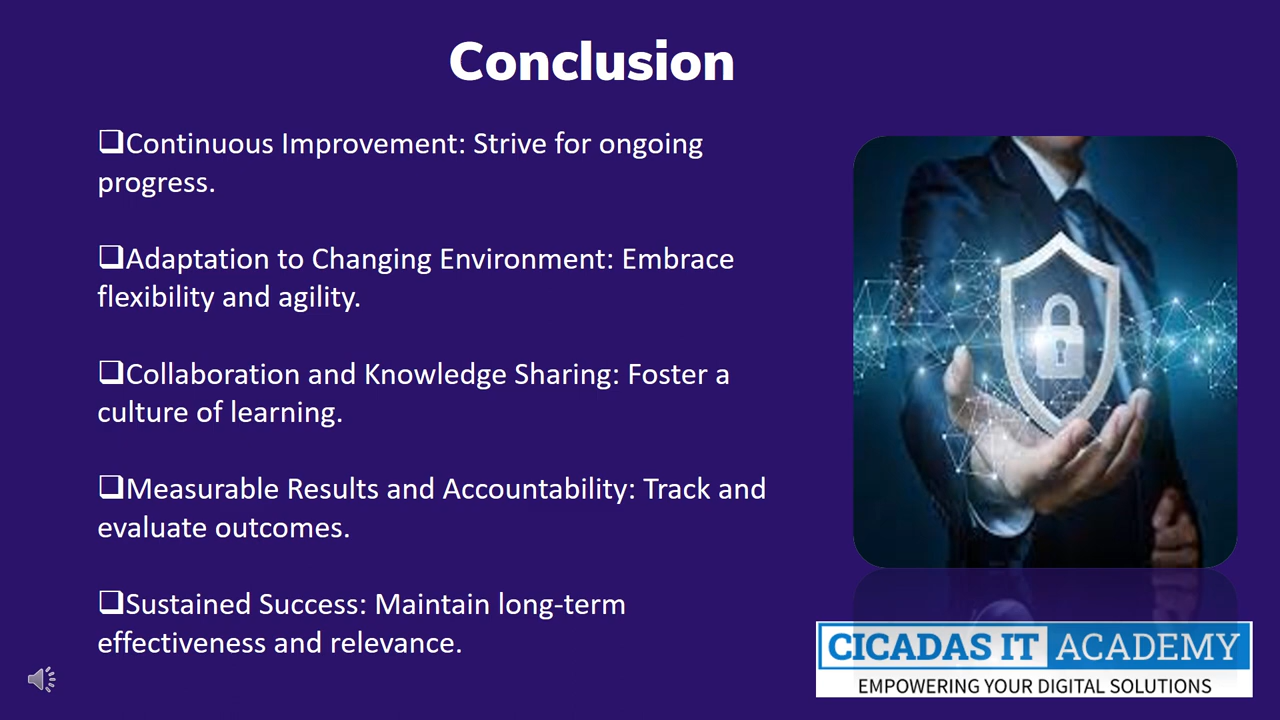 Conclusion
❑Continuous Improvement: Strive for ongoing
progress.
❑Adaptation to Changing Environment: Embrace
flexibility and agility.
❑Collaboration and Knowledge Sharing: Foster a
culture of learning.
❑Measurable Results and Accountability: Track and
evaluate outcomes.
❑Sustained Success: Maintain long-term
effectiveness and relevance.
CICADAS IT ACADEMY
EMPOWERING YOUR DIGITAL SOLUTIONS